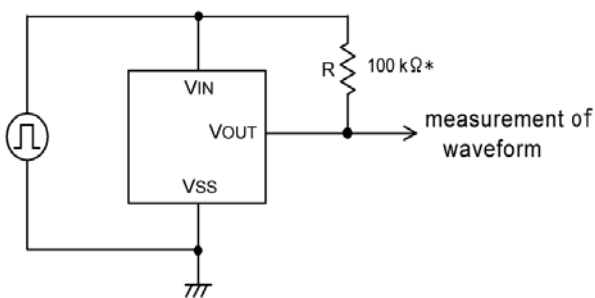 VIN
R 100 kΩ*
VOUT
measurement of
waveform
VSS